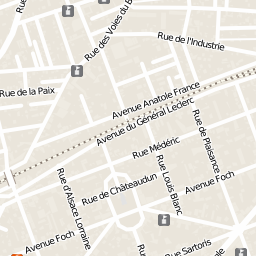 Rue de l'Industrie
Rue des Voies du B
Rue de la Paix
Avenue Anatole France
Avenue du Général Leclerc
Rue de Plaisance
Rue Médéric
Rue Louis Blanc
Rue d'Alsace Lorraine
Rue de Châteaudun
Avenue Foch
Avenue Foch
Rue Sartoris